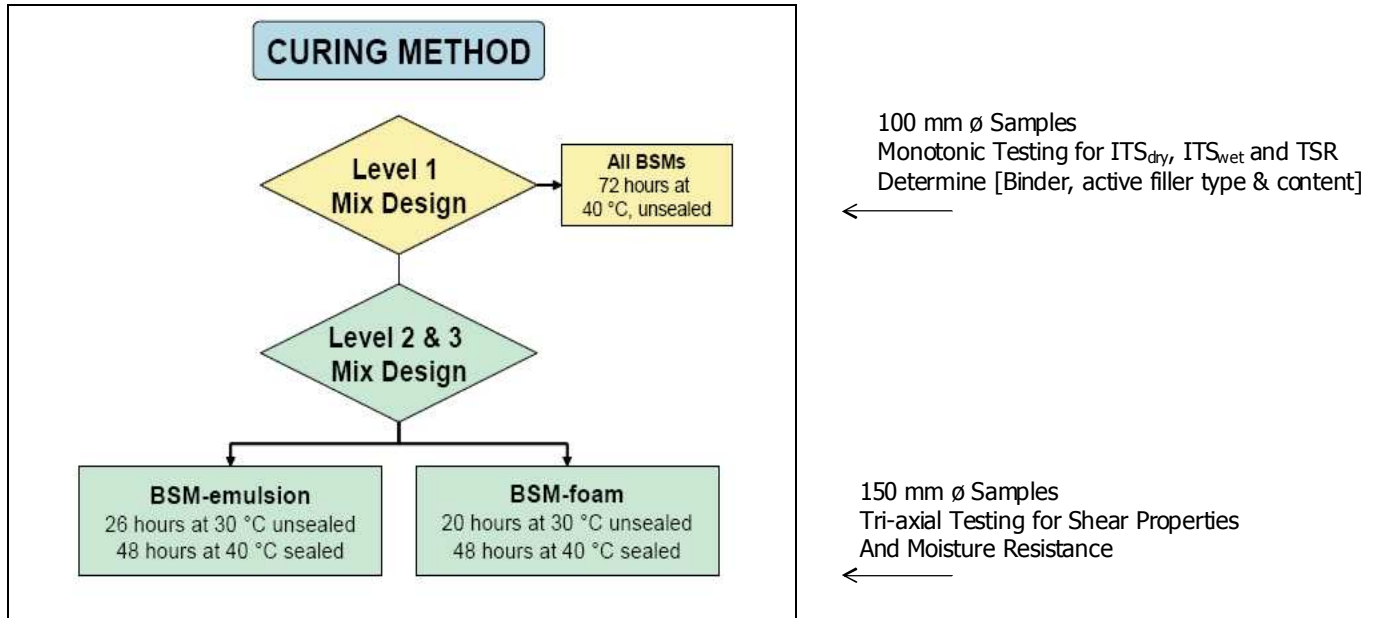 CURING METHOD
Level 1
Mix Design
All BSMs
72 hours at
40 °C, unsealed
100 mm ø Samples
Monotonic Testing for ITSdry, ITSwet and TSR
Determine [Binder, active filler type & content]
Level 2 & 3
Mix Design
BSM-emulsion
26 hours at 30 °C unsealed
48 hours at 40 °C sealed
BSM-foam
20 hours at 30 °C unsealed
48 hours at 40 °C sealed
150 mm ø Samples
Tri-axial Testing for Shear Properties
And Moisture Resistance